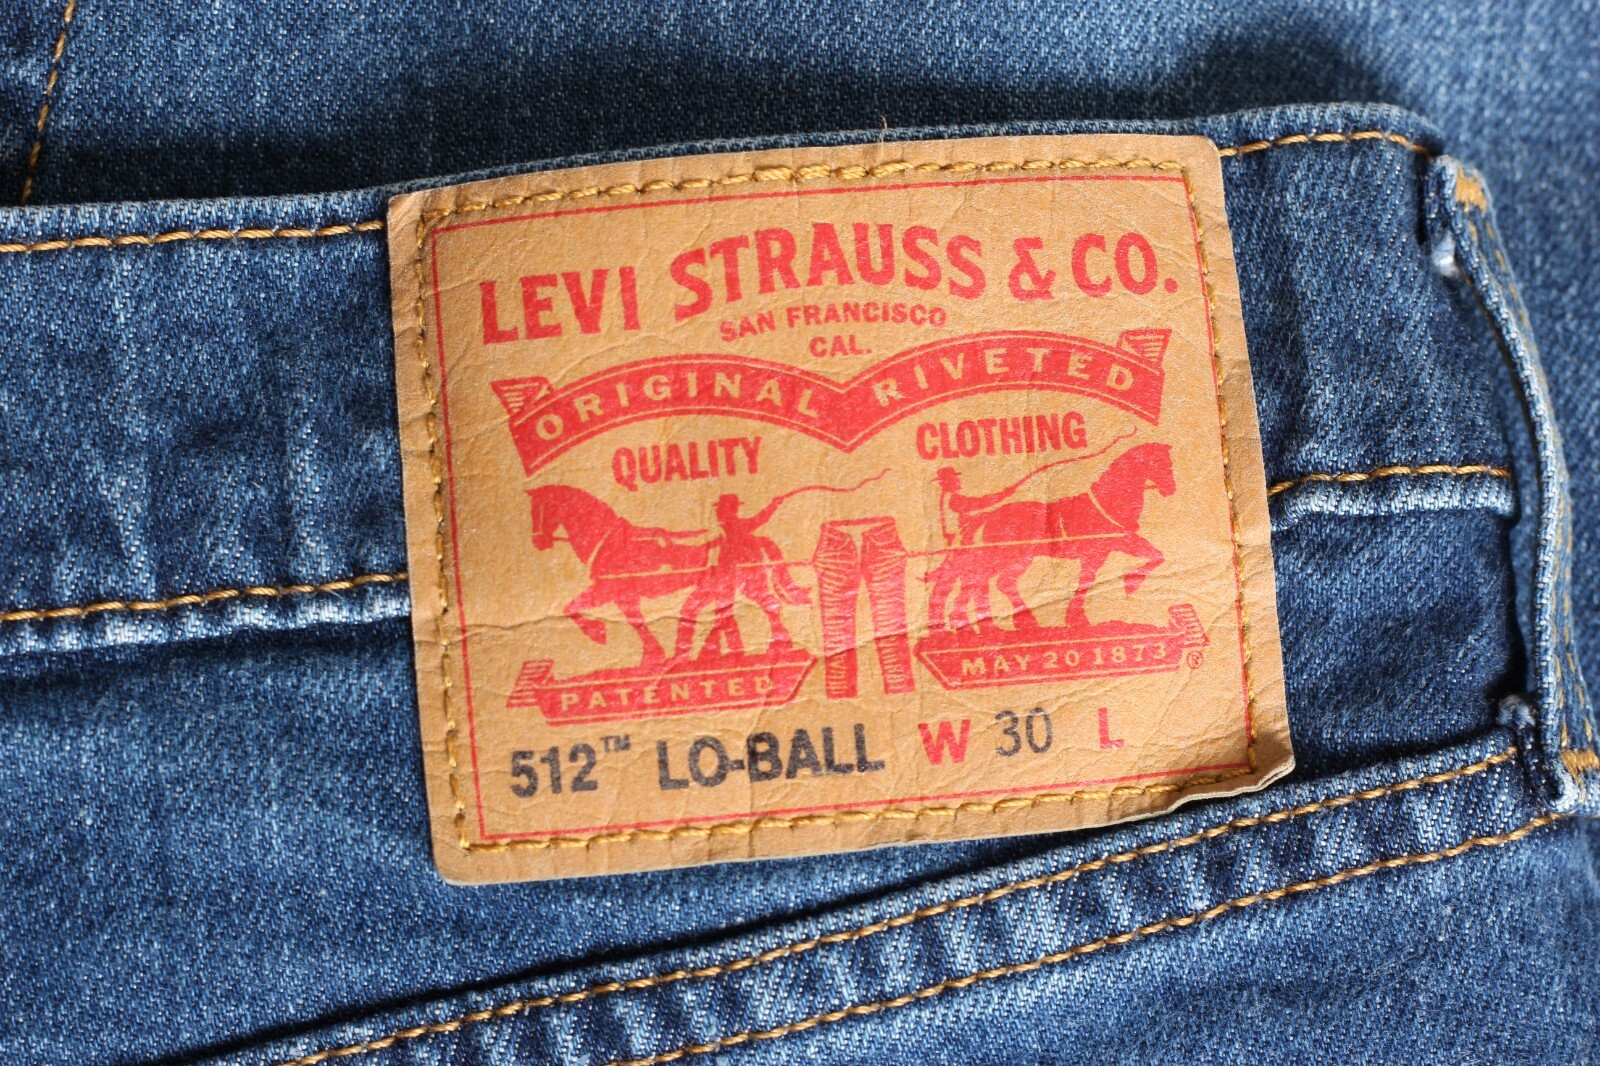 LEVI STRAUSS & CO.
SAN FRANCISCO
CAL.
ORIGINAL RIVETED
QUALITY CLOTHING
PATENTED MAY 20 1873 ®
512™ LO-BALL W 30 L